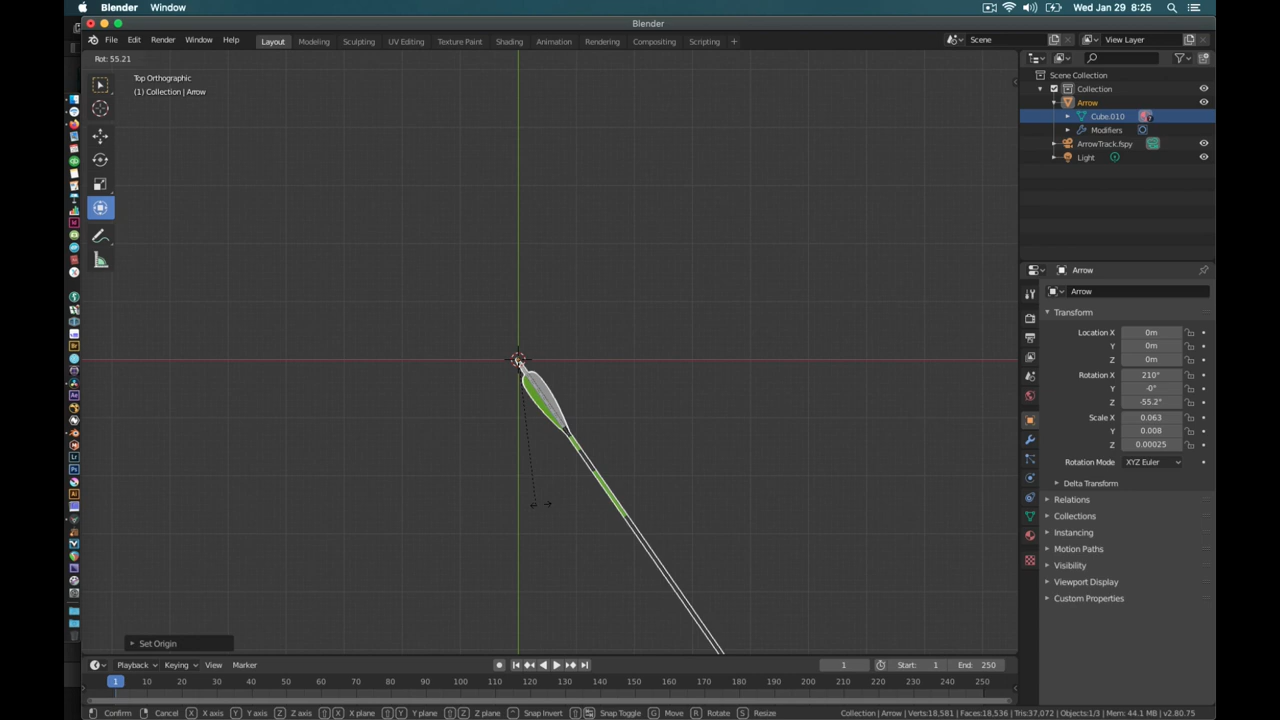 Blender Window Wed Jan 29 8:25
Blender
File Edit Render Window Help Layout Modeling Sculpting UV Editing Texture Paint Shading Animation Rendering Compositing Scripting + Scene View Layer
Rot: 55.21
Top Orthographic
(1) Collection | Arrow
Scene Collection
Collection
Arrow
Cube.010
Modifiers
ArrowTrack.fspy
Light
Arrow
Arrow
Transform
Location X 0m
Y 0m
Z 0m
Rotation X 210°
Y -0°
Z -55.2°
Scale X 0.063
Y 0.008
Z 0.00025
Rotation Mode XYZ Euler
Delta Transform
Relations
Collections
Instancing
Motion Paths
Visibility
Viewport Display
Custom Properties
Set Origin
Playback Keying View Marker 1 Start: 1 End: 250
1 10 20 30 40 50 60 70 80 90 100 110 120 130 140 150 160 170 180 190 200 210 220 230 240 250
Confirm Cancel X X axis Y Y axis Z Z axis X X plane Y Y plane Z Z plane Snap Invert Snap Toggle G Move R Rotate S Resize Collection | Arrow | Verts:18,581 | Faces:18,536 | Tris:37,072 | Objects:1/3 | Mem: 44.1 MB | v2.80.75